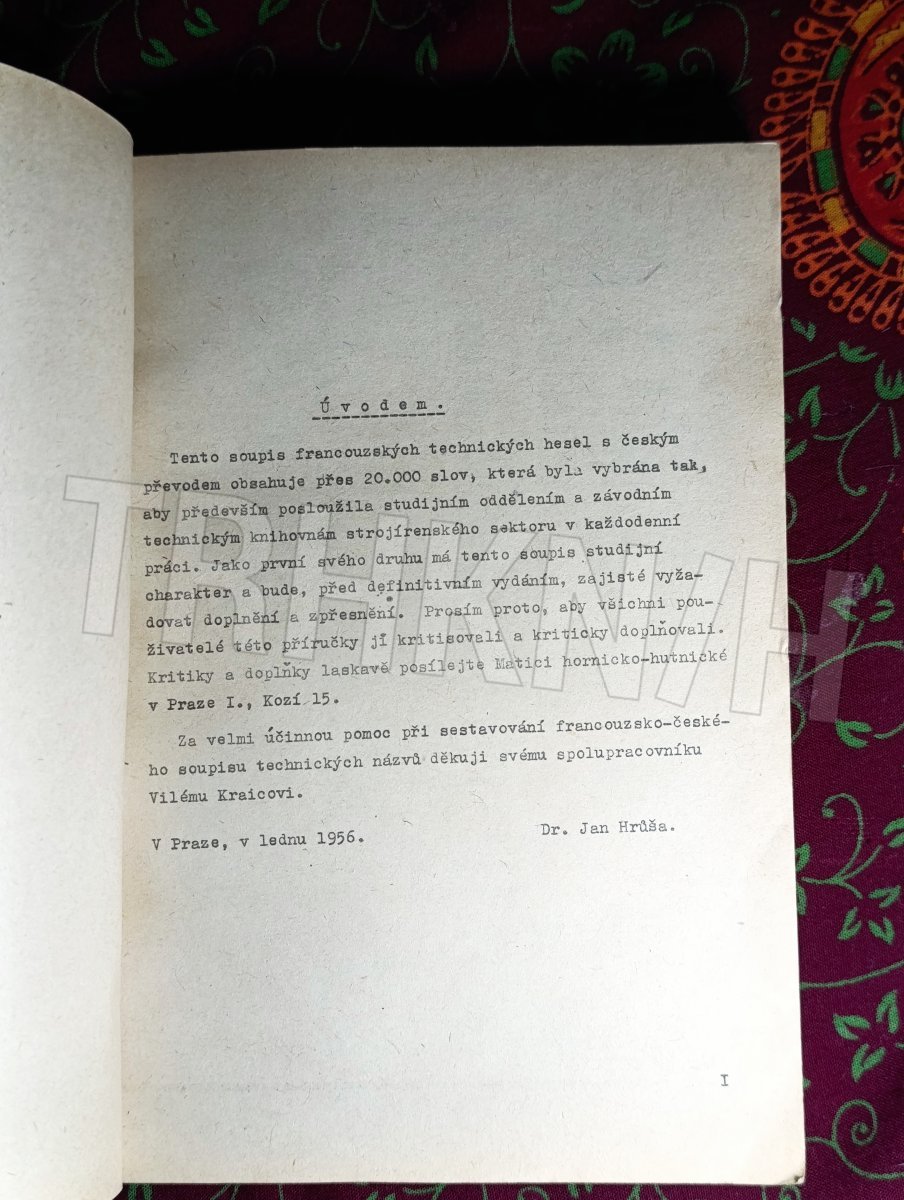 Úvodem.
Tento soupis francouzských technických hesel s českým
převodem obsahuje přes 20.000 slov, která byla vybrána tak,
aby především posloužila studijním oddělením a závodním
technickým knihovnám strojírenského sektoru v každodenní
práci. Jako první svého druhu má tento soupis studijní
charakter a bude, před definitivním vydáním, zajisté vyža-
dovat doplnění a zpřesnění. Prosím proto, aby všichni pou-
živatelé této příručky jí kritisovali a kriticky doplňovali.
Kritiky a doplňky laskavě posílejte Matici hornicko-hutnické
v Praze I., Kozí 15.
Za velmi účinnou pomoc při sestavování francouzsko-české-
ho soupisu technických názvů děkuji svému spolupracovníku
Vilému Kraicovi.
V Praze, v lednu 1956. Dr. Jan Hrůša.
I